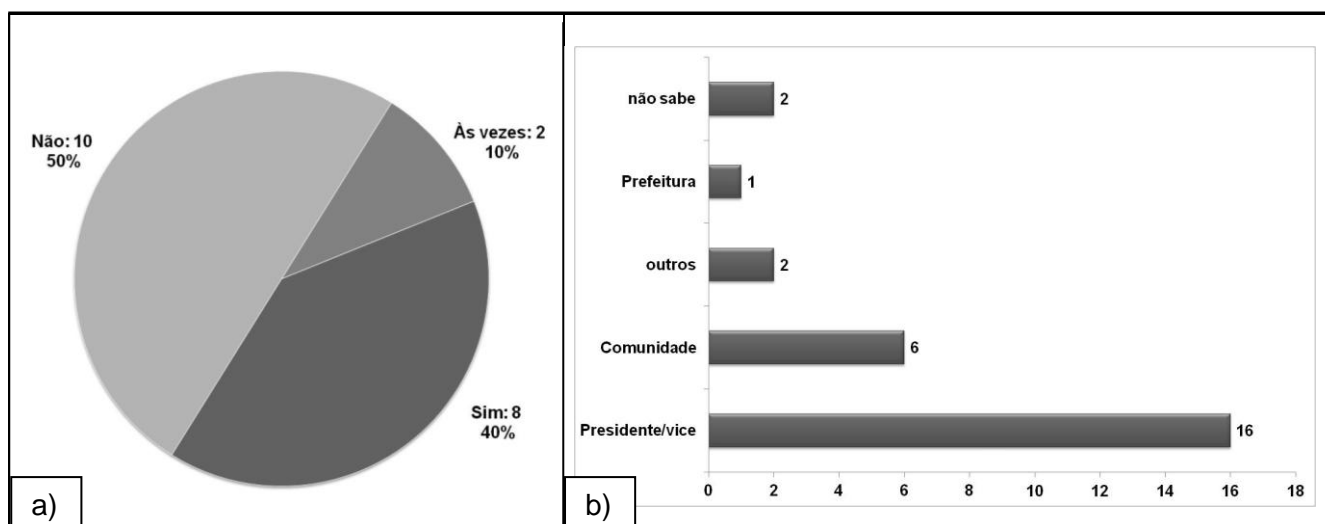 Não: 10
50%
Às vezes: 2
10%
Sim: 8
40%
a)
não sabe
2
Prefeitura
1
outros
2
Comunidade
6
Presidente/vice
16
0 2 4 6 8 10 12 14 16 18
b)